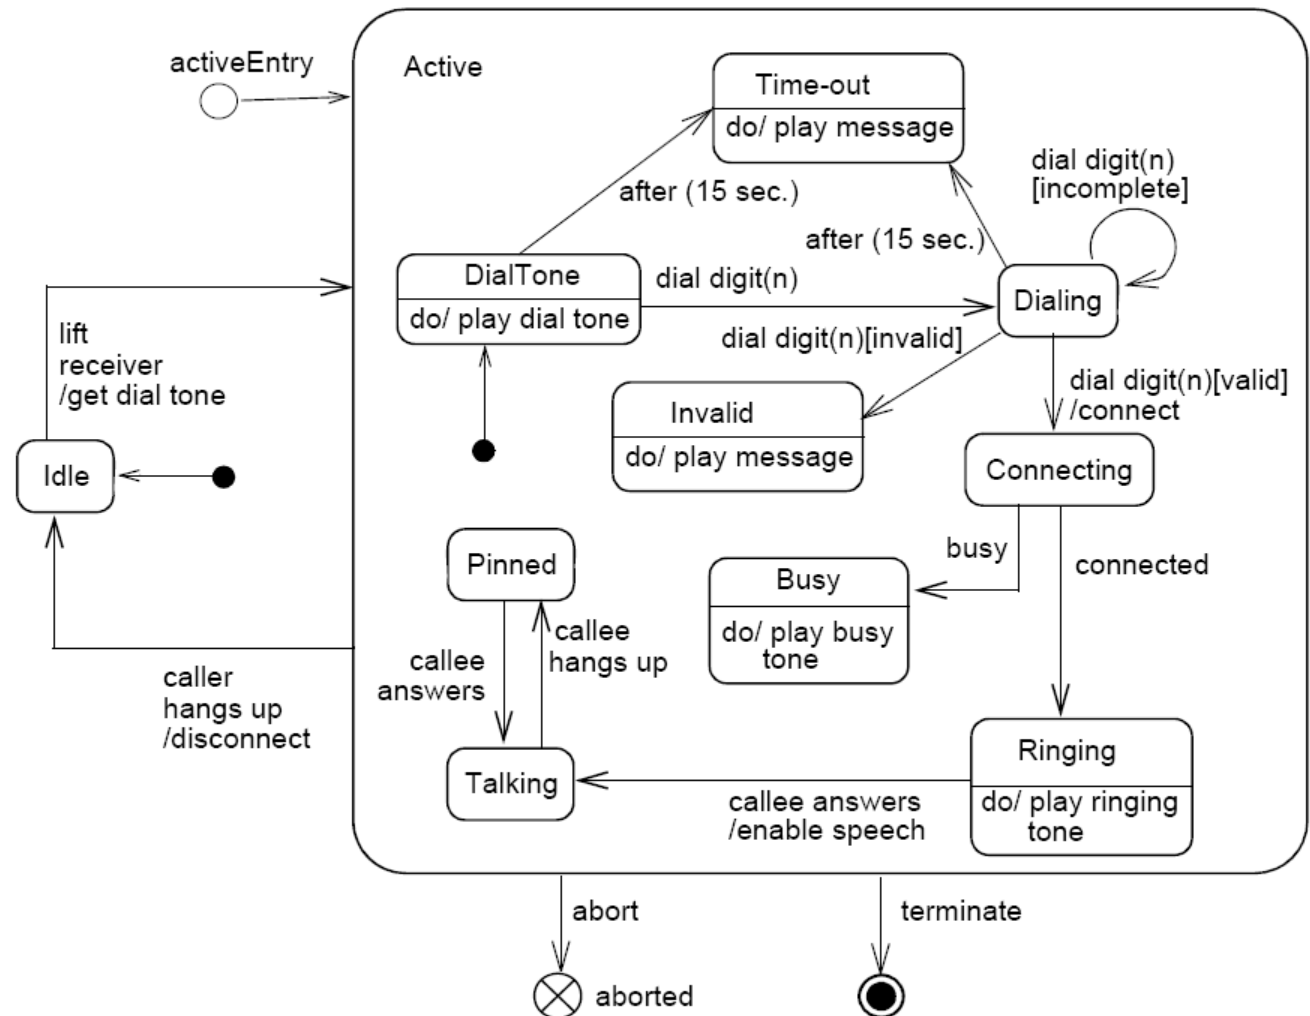 activeEntry
Active
Time-out
do/ play message
dial digit(n)
[incomplete]
after (15 sec.)
after (15 sec.)
DialTone
do/ play dial tone
dial digit(n)
Dialing
lift
receiver
/get dial tone
dial digit(n)[invalid]
dial digit(n)[valid]
/connect
Invalid
do/ play message
Idle
Connecting
Pinned
busy
connected
Busy
do/ play busy
tone
callee
hangs up
callee
answers
caller
hangs up
/disconnect
Ringing
do/ play ringing
tone
Talking
callee answers
/enable speech
abort
terminate
aborted